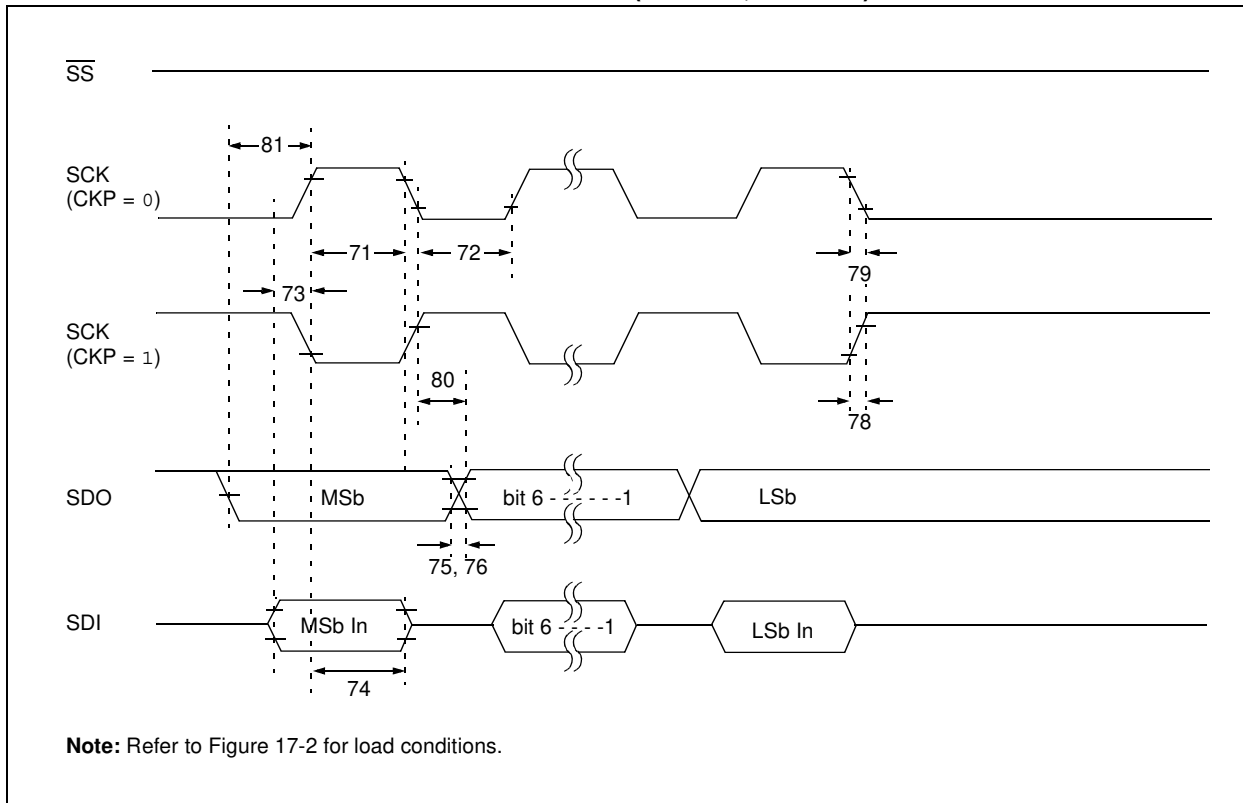 SS
81
SCK
(CKP = 0)
71
72
79
73
SCK
(CKP = 1)
80
78
SDO
MSb
bit 6 - - - - - - -1
LSb
75, 76
SDI
MSb In
bit 6 - - - - -1
LSb In
74
Note: Refer to Figure 17-2 for load conditions.